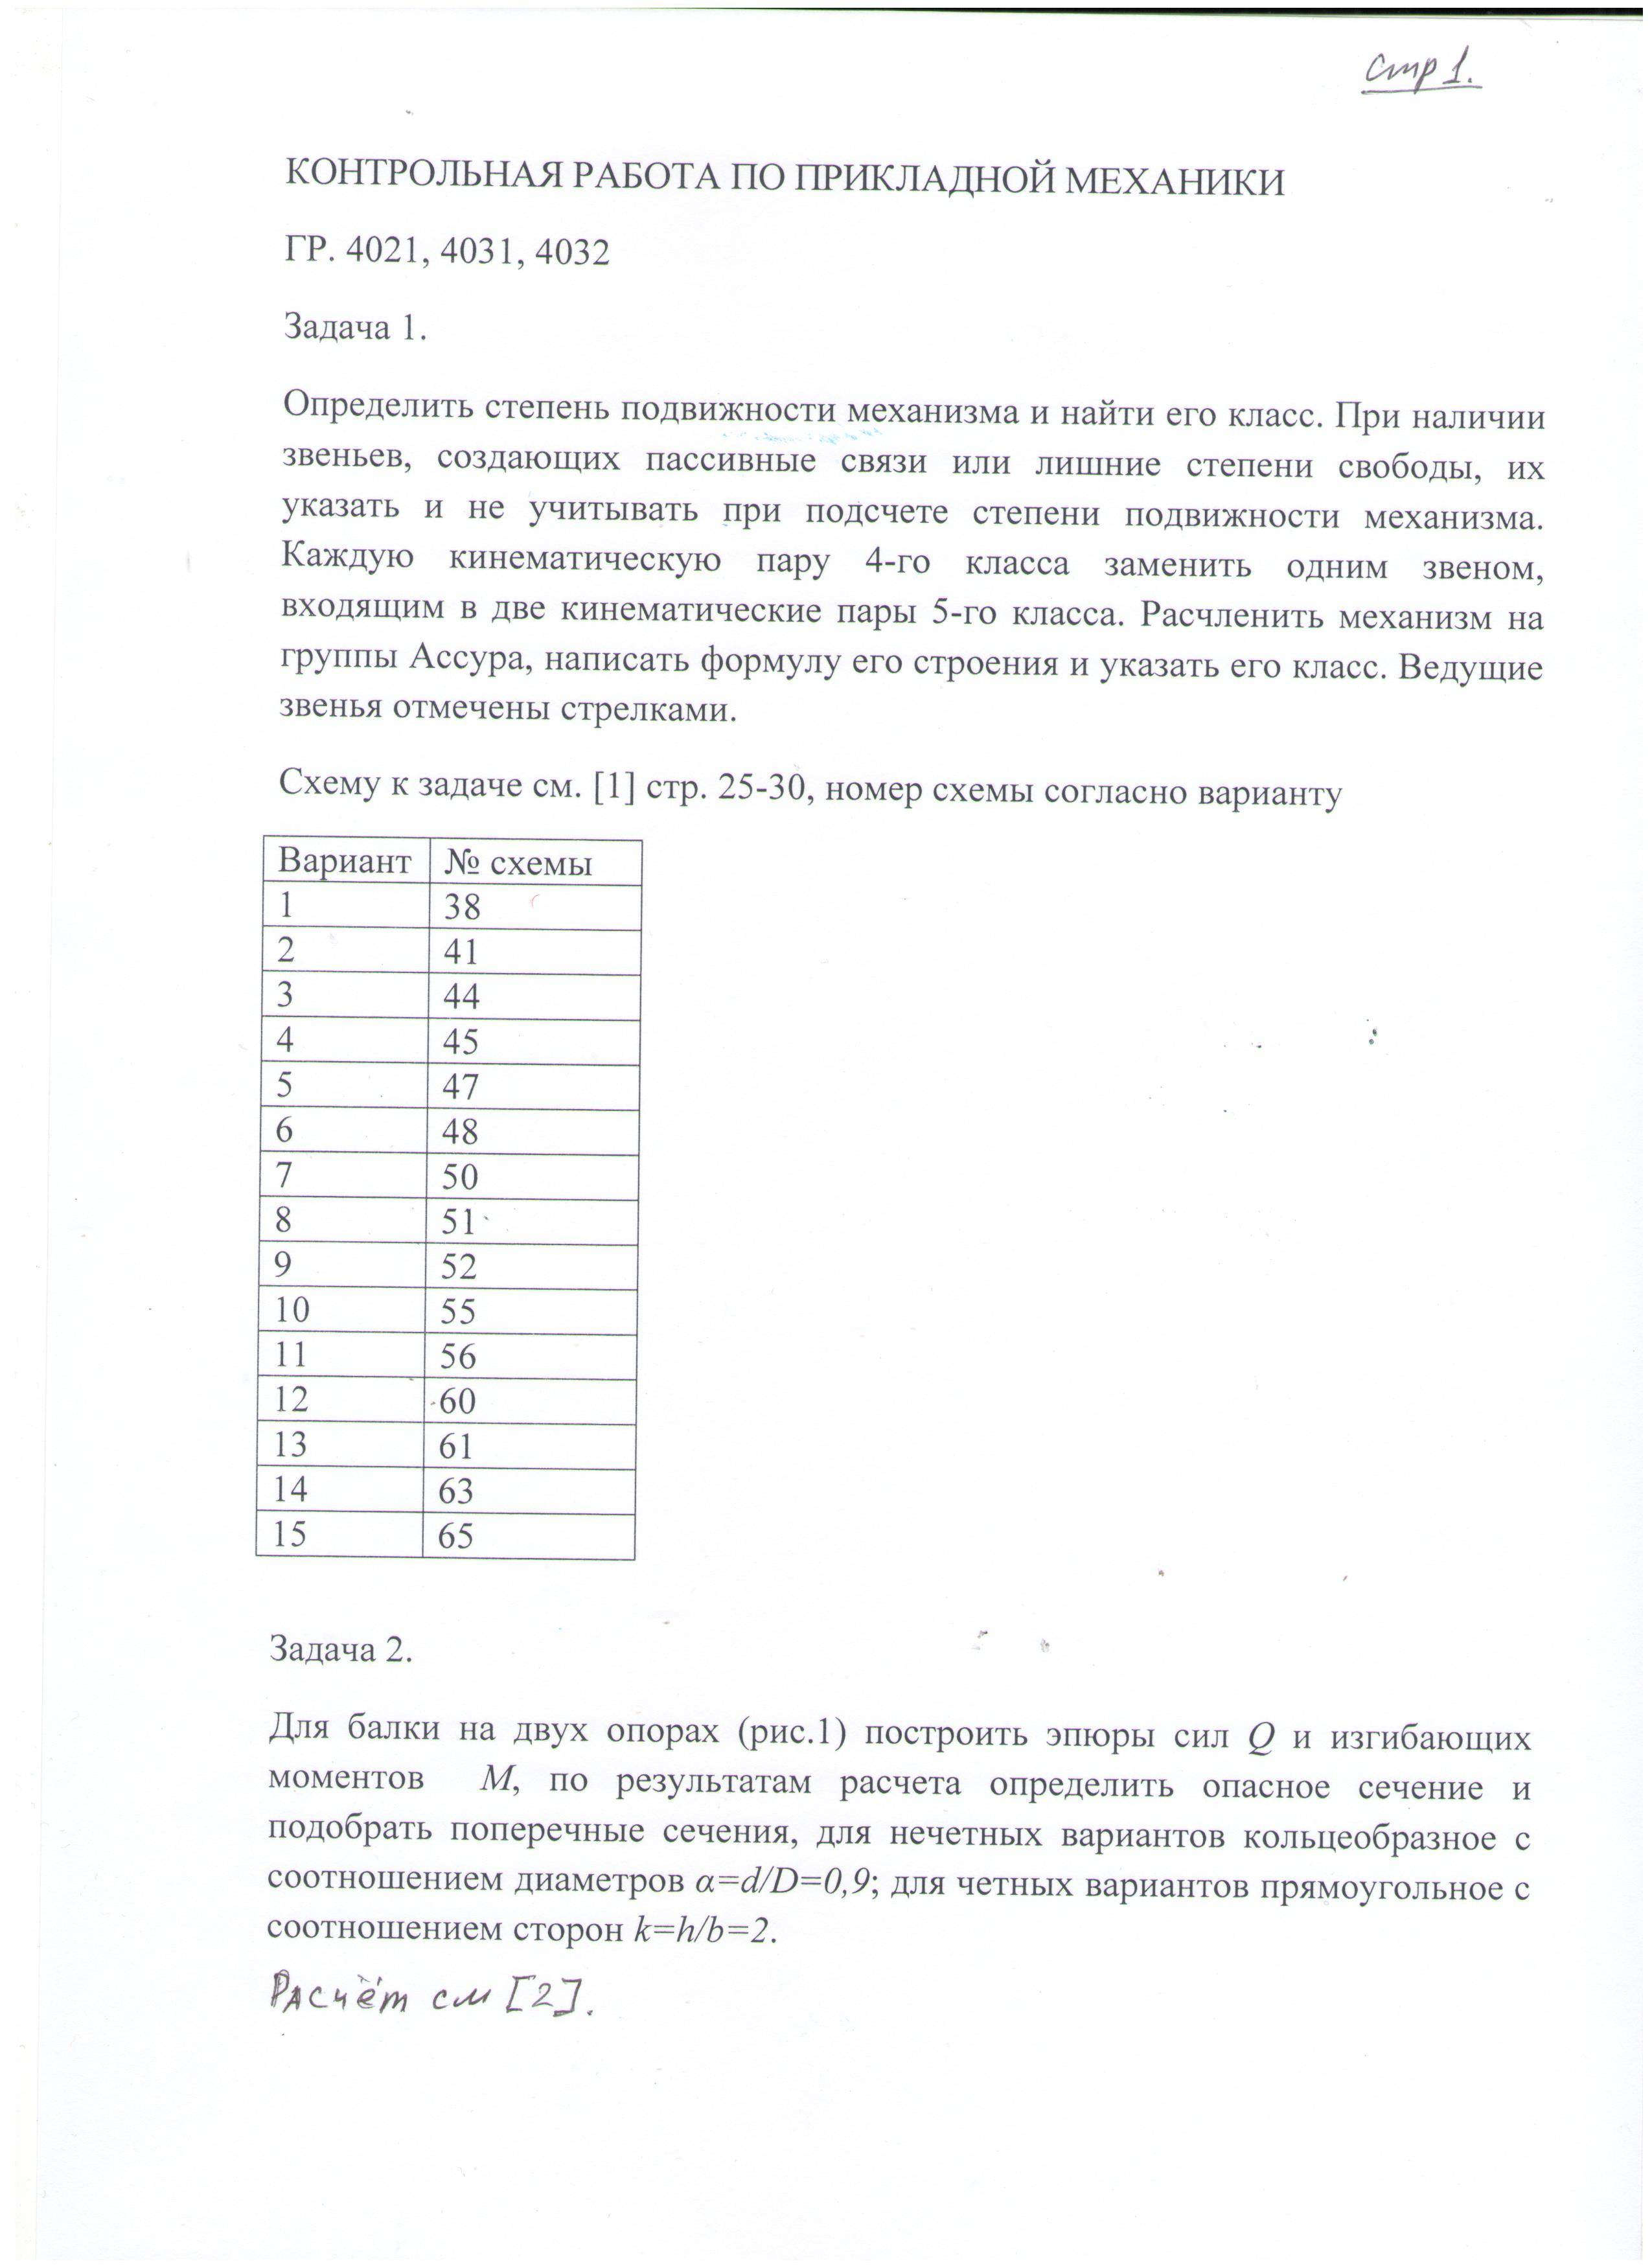 стр 1.
КОНТРОЛЬНАЯ РАБОТА ПО ПРИКЛАДНОЙ МЕХАНИКИ
ГР. 4021, 4031, 4032
Задача 1.
Определить степень подвижности механизма и найти его класс. При наличии
звеньев, создающих пассивные связи или лишние степени свободы, их
указать и не учитывать при подсчете степени подвижности механизма.
Каждую кинематическую пару 4-го класса заменить одним звеном,
входящим в две кинематические пары 5-го класса. Расчленить механизм на
группы Ассура, написать формулу его строения и указать его класс. Ведущие
звенья отмечены стрелками.
Схему к задаче см. [1] стр. 25-30, номер схемы согласно варианту
Вариант № схемы
1 38
2 41
3 44
4 45
5 47
6 48
7 50
8 51
9 52
10 55
11 56
12 60
13 61
14 63
15 65
Задача 2.
Для балки на двух опорах (рис.1) построить эпюры сил Q и изгибающих
моментов M, по результатам расчета определить опасное сечение и
подобрать поперечные сечения, для нечетных вариантов кольцеобразное с
соотношением диаметров α=d/D=0,9; для четных вариантов прямоугольное с
соотношением сторон k=h/b=2.
Расчёт см [2].